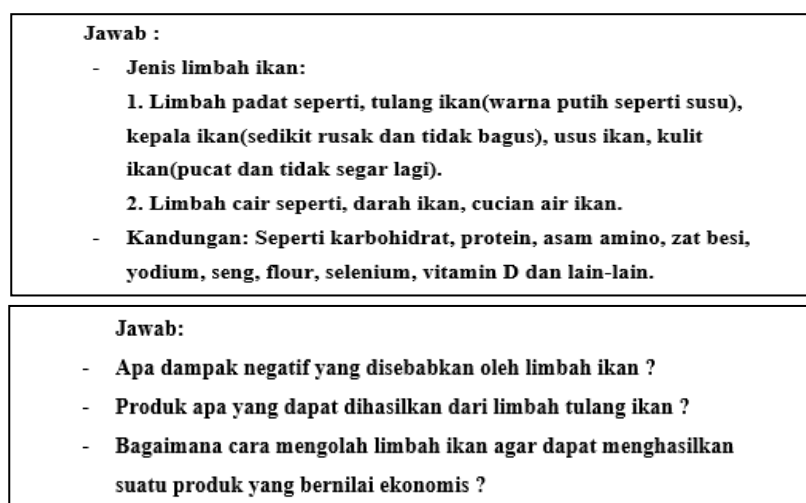 Jawab :
- Jenis limbah ikan:
1. Limbah padat seperti, tulang ikan(warna putih seperti susu),
kepala ikan(sedikit rusak dan tidak bagus), usus ikan, kulit
ikan(pucat dan tidak segar lagi).
2. Limbah cair seperti, darah ikan, cucian air ikan.
- Kandungan: Seperti karbohidrat, protein, asam amino, zat besi,
yodium, seng, flour, selenium, vitamin D dan lain-lain.
Jawab:
- Apa dampak negatif yang disebabkan oleh limbah ikan ?
- Produk apa yang dapat dihasilkan dari limbah tulang ikan ?
- Bagaimana cara mengolah limbah ikan agar dapat menghasilkan
suatu produk yang bernilai ekonomis ?